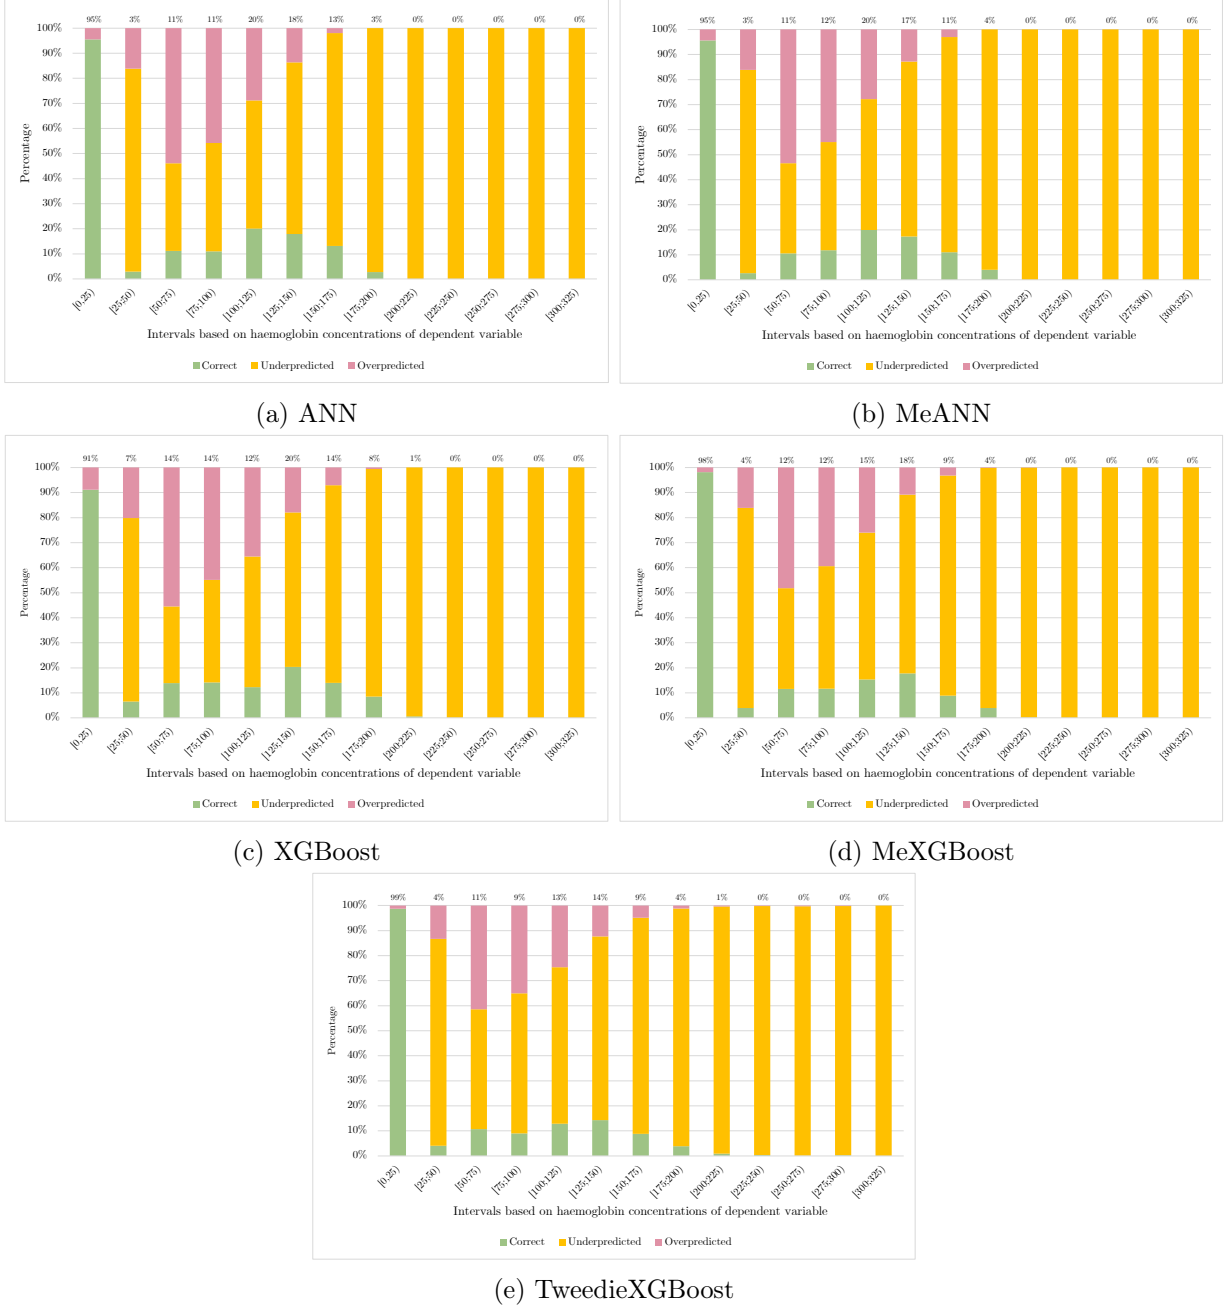 95% 3% 11% 11% 20% 18% 13% 3% 0% 0% 0% 0% 0%
100%
90%
80%
70%
60%
50%
40%
30%
20%
10%
0%
Percentage
[0;25) [25;50) [50;75) [75;100) [100;125) [125;150) [150;175) [175;200) [200;225) [225;250) [250;275) [275;300) [300;325)
Intervals based on haemoglobin concentrations of dependent variable
Correct Underpredicted Overpredicted
(a) ANN
95% 3% 11% 12% 20% 17% 11% 4% 0% 0% 0% 0% 0%
100%
90%
80%
70%
60%
50%
40%
30%
20%
10%
0%
Percentage
[0;25) [25;50) [50;75) [75;100) [100;125) [125;150) [150;175) [175;200) [200;225) [225;250) [250;275) [275;300) [300;325)
Intervals based on haemoglobin concentrations of dependent variable
Correct Underpredicted Overpredicted
(b) MeANN
91% 7% 14% 14% 12% 20% 14% 8% 1% 0% 0% 0% 0%
100%
90%
80%
70%
60%
50%
40%
30%
20%
10%
0%
Percentage
[0;25) [25;50) [50;75) [75;100) [100;125) [125;150) [150;175) [175;200) [200;225) [225;250) [250;275) [275;300) [300;325)
Intervals based on haemoglobin concentrations of dependent variable
Correct Underpredicted Overpredicted
(c) XGBoost
98% 4% 12% 12% 15% 18% 9% 4% 0% 0% 0% 0% 0%
100%
90%
80%
70%
60%
50%
40%
30%
20%
10%
0%
Percentage
[0;25) [25;50) [50;75) [75;100) [100;125) [125;150) [150;175) [175;200) [200;225) [225;250) [250;275) [275;300) [300;325)
Intervals based on haemoglobin concentrations of dependent variable
Correct Underpredicted Overpredicted
(d) MeXGBoost
99% 4% 11% 9% 13% 14% 9% 4% 1% 0% 0% 0% 0%
100%
90%
80%
70%
60%
50%
40%
30%
20%
10%
0%
Percentage
[0;25) [25;50) [50;75) [75;100) [100;125) [125;150) [150;175) [175;200) [200;225) [225;250) [250;275) [275;300) [300;325)
Intervals based on haemoglobin concentrations of dependent variable
Correct Underpredicted Overpredicted
(e) TweedieXGBoost